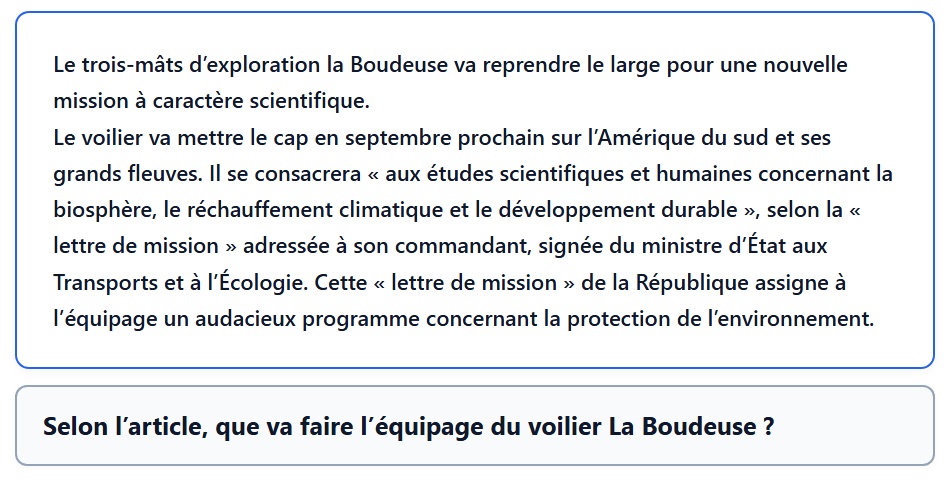 Le trois-mâts d’exploration la Boudeuse va reprendre le large pour une nouvelle
mission à caractère scientifique.
Le voilier va mettre le cap en septembre prochain sur l’Amérique du sud et ses
grands fleuves. Il se consacrera « aux études scientifiques et humaines concernant la
biosphère, le réchauffement climatique et le développement durable », selon la «
lettre de mission » adressée à son commandant, signée du ministre d’État aux
Transports et à l’Écologie. Cette « lettre de mission » de la République assigne à
l’équipage un audacieux programme concernant la protection de l’environnement.
Selon l’article, que va faire l’équipage du voilier La Boudeuse ?